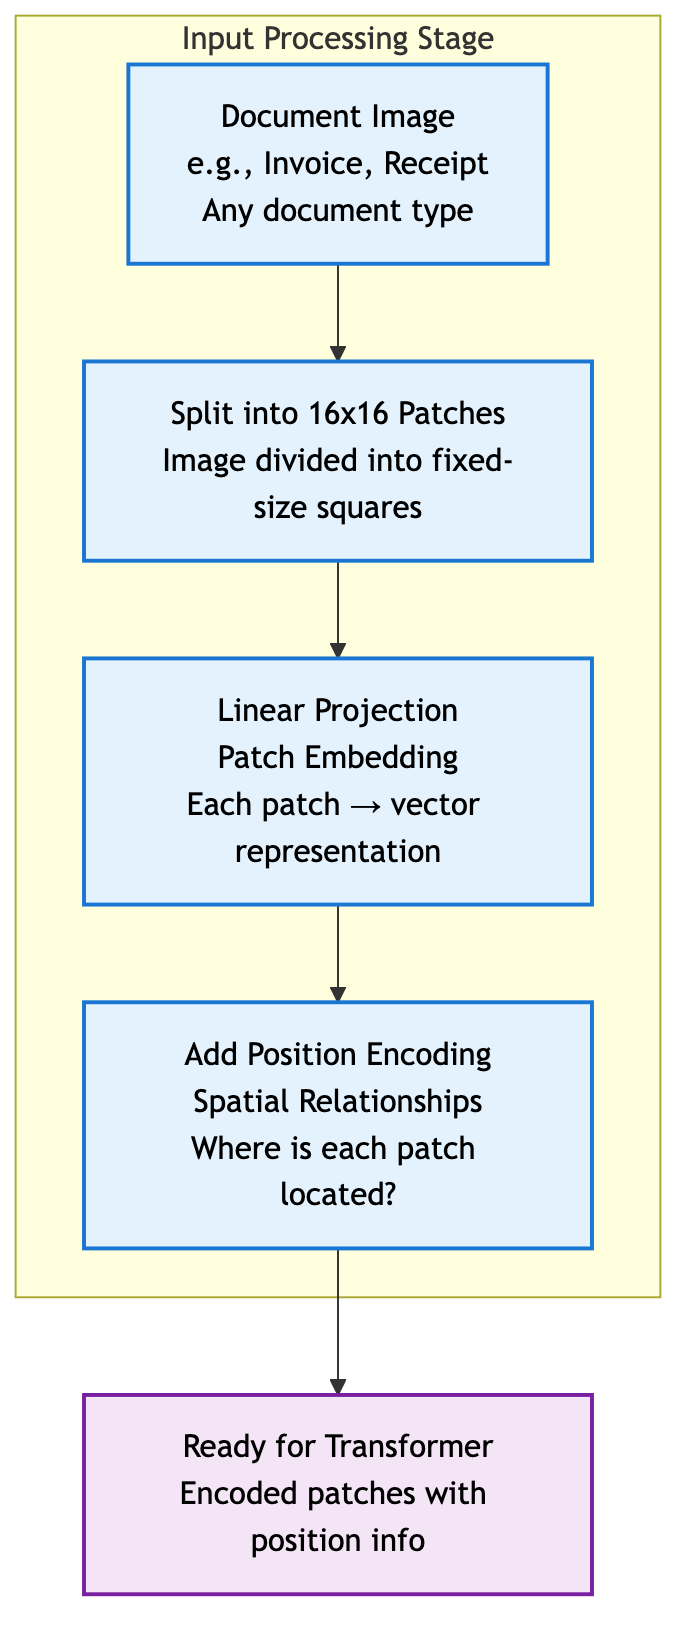 Input Processing Stage
Document Image
e.g., Invoice, Receipt
Any document type
Split into 16x16 Patches
Image divided into fixed-
size squares
Linear Projection
Patch Embedding
Each patch → vector
representation
Add Position Encoding
Spatial Relationships
Where is each patch
located?
Ready for Transformer
Encoded patches with
position info